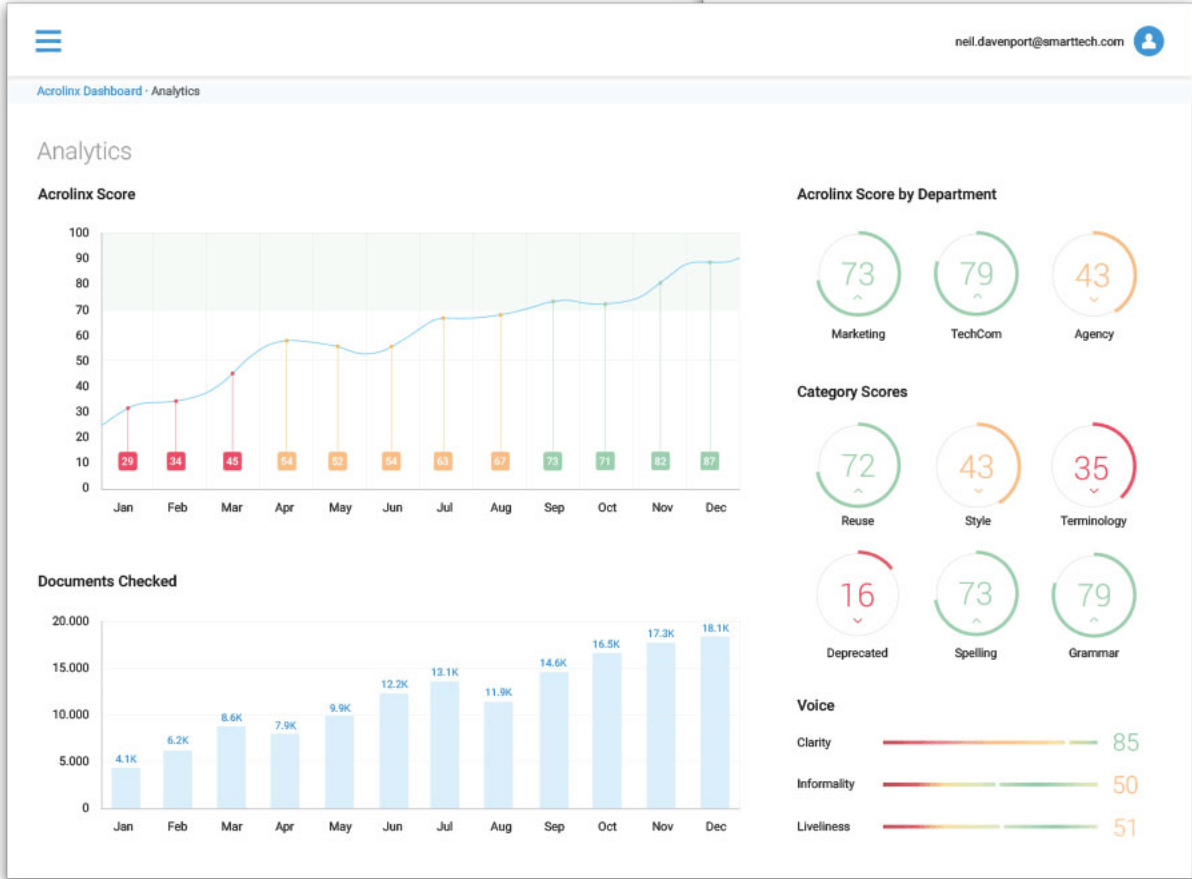 neil.davenport@smarttech.com
Acrolinx Dashboard · Analytics
Analytics
Acrolinx Score
100
90
80
70
60
50
40
30
20
10
0
29 34 45 54 52 54 63 67 73 71 82 87
Jan Feb Mar Apr May Jun Jul Aug Sep Oct Nov Dec
Documents Checked
20.000
15.000
10.000
5.000
0
4.1K 6.2K 8.6K 7.9K 9.9K 12.2K 13.1K 11.9K 14.6K 16.5K 17.3K 18.1K
Jan Feb Mar Apr May Jun Jul Aug Sep Oct Nov Dec
Acrolinx Score by Department
73 79 43
Marketing TechCom Agency
Category Scores
72 43 35
Reuse Style Terminology
16 73 79
Deprecated Spelling Grammar
Voice
Clarity 85
Informality 50
Liveliness 51